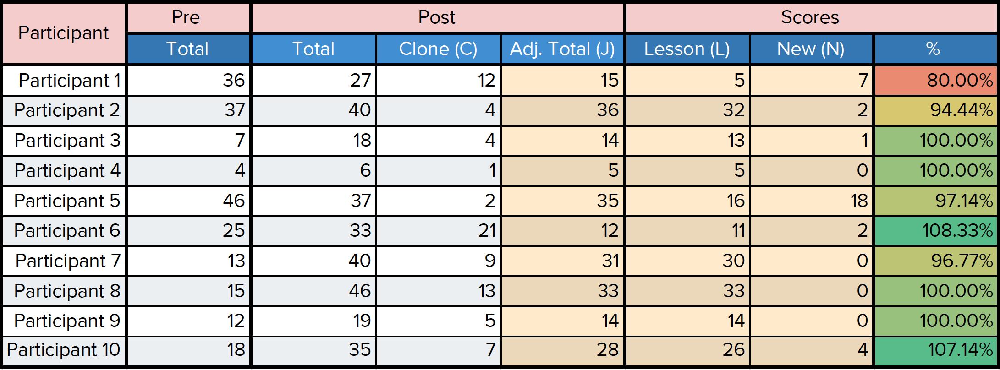 Participant Pre Post Scores
Total Total Clone (C) Adj. Total (J) Lesson (L) New (N) %
Participant 1 36 27 12 15 5 7 80.00%
Participant 2 37 40 4 36 32 2 94.44%
Participant 3 7 18 4 14 13 1 100.00%
Participant 4 4 6 1 5 5 0 100.00%
Participant 5 46 37 2 35 16 18 97.14%
Participant 6 25 33 21 12 11 2 108.33%
Participant 7 13 40 9 31 30 0 96.77%
Participant 8 15 46 13 33 33 0 100.00%
Participant 9 12 19 5 14 14 0 100.00%
Participant 10 18 35 7 28 26 4 107.14%